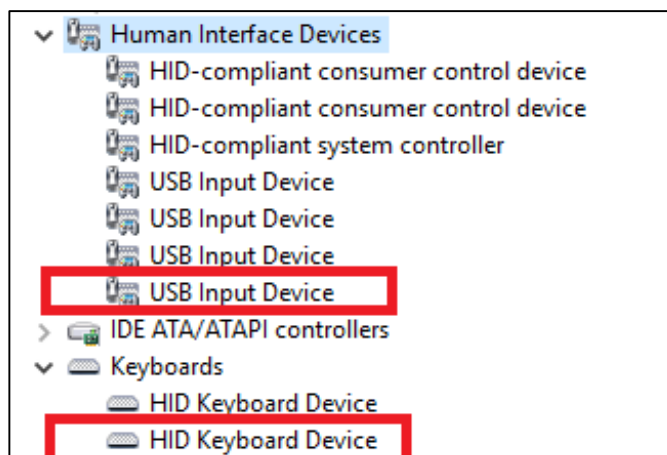 Human Interface Devices
HID-compliant consumer control device
HID-compliant consumer control device
HID-compliant system controller
USB Input Device
USB Input Device
USB Input Device
USB Input Device
IDE ATA/ATAPI controllers
Keyboards
HID Keyboard Device
HID Keyboard Device